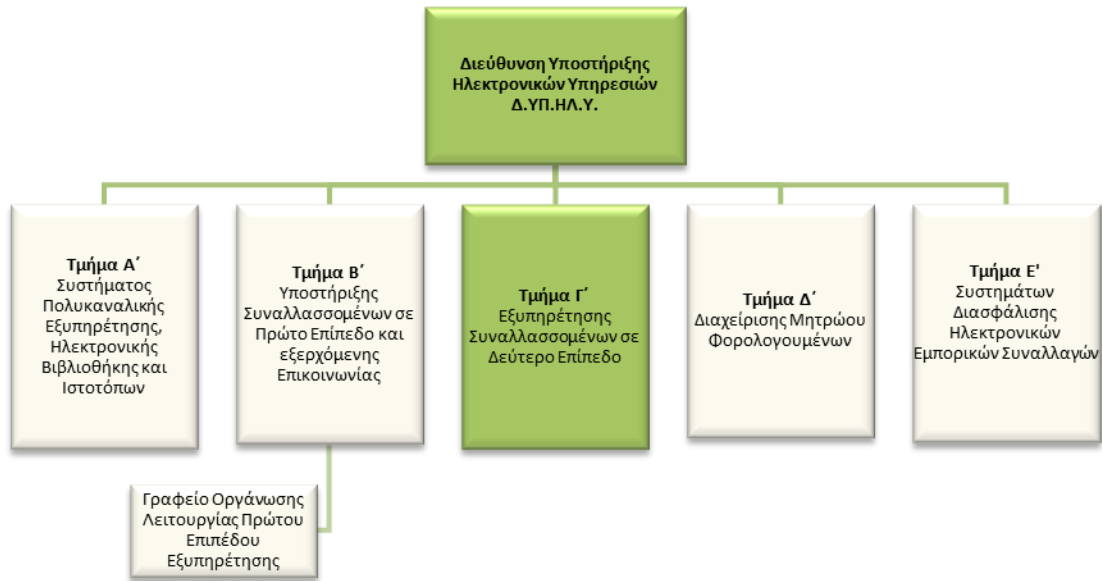 Διεύθυνση Υποστήριξης
Ηλεκτρονικών Υπηρεσιών
Δ.ΥΠ.ΗΛ.Υ.
Τμήμα Α΄
Συστήματος
Πολυκαναλικής
Εξυπηρέτησης,
Ηλεκτρονικής
Βιβλιοθήκης και
Ιστοτόπων
Τμήμα Β΄
Υποστήριξης
Συναλλασσομένων σε
Πρώτο Επίπεδο και
εξερχόμενης
Επικοινωνίας
Τμήμα Γ΄
Εξυπηρέτησης
Συναλλασσομένων σε
Δεύτερο Επίπεδο
Τμήμα Δ΄
Διαχείρισης Μητρώου
Φορολογουμένων
Τμήμα Ε'
Συστημάτων
Διασφάλισης
Ηλεκτρονικών
Εμπορικών Συναλλαγών
Γραφείο Οργάνωσης
Λειτουργίας Πρώτου
Επιπέδου
Εξυπηρέτησης